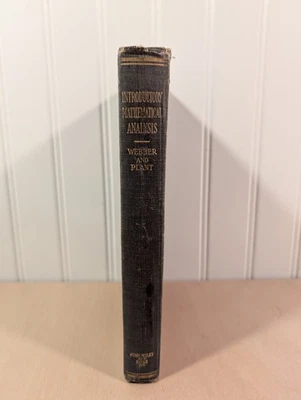 INTRODUCTORY
MATHEMATICAL
ANALYSIS
WEBBER
AND
PLANT